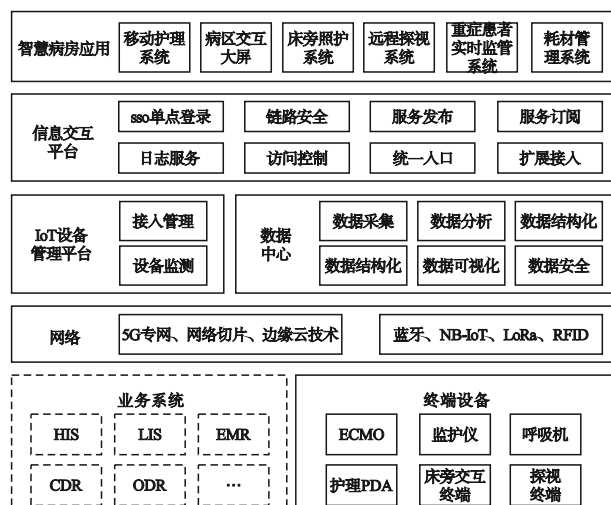 智慧病房应用
移动护理
系统
病区交互
大屏
床旁照护
系统
远程探视
系统
重症患者
实时监管
系统
耗材管
理系统
信息交互
平台
sso单点登录
链路安全
服务发布
服务订阅
日志服务
访问控制
统一入口
扩展接入
IoT设备
管理平台
接入管理
设备监测
数据
中心
数据采集
数据分析
数据结构化
数据结构化
数据可视化
数据安全
网络
5G专网、网络切片、边缘云技术
蓝牙、NB-IoT、LoRa、RFID
业务系统
HIS
LIS
EMR
CDR
ODR
…
终端设备
ECMO
监护仪
呼吸机
护理PDA
床旁交互
终端
探视
终端